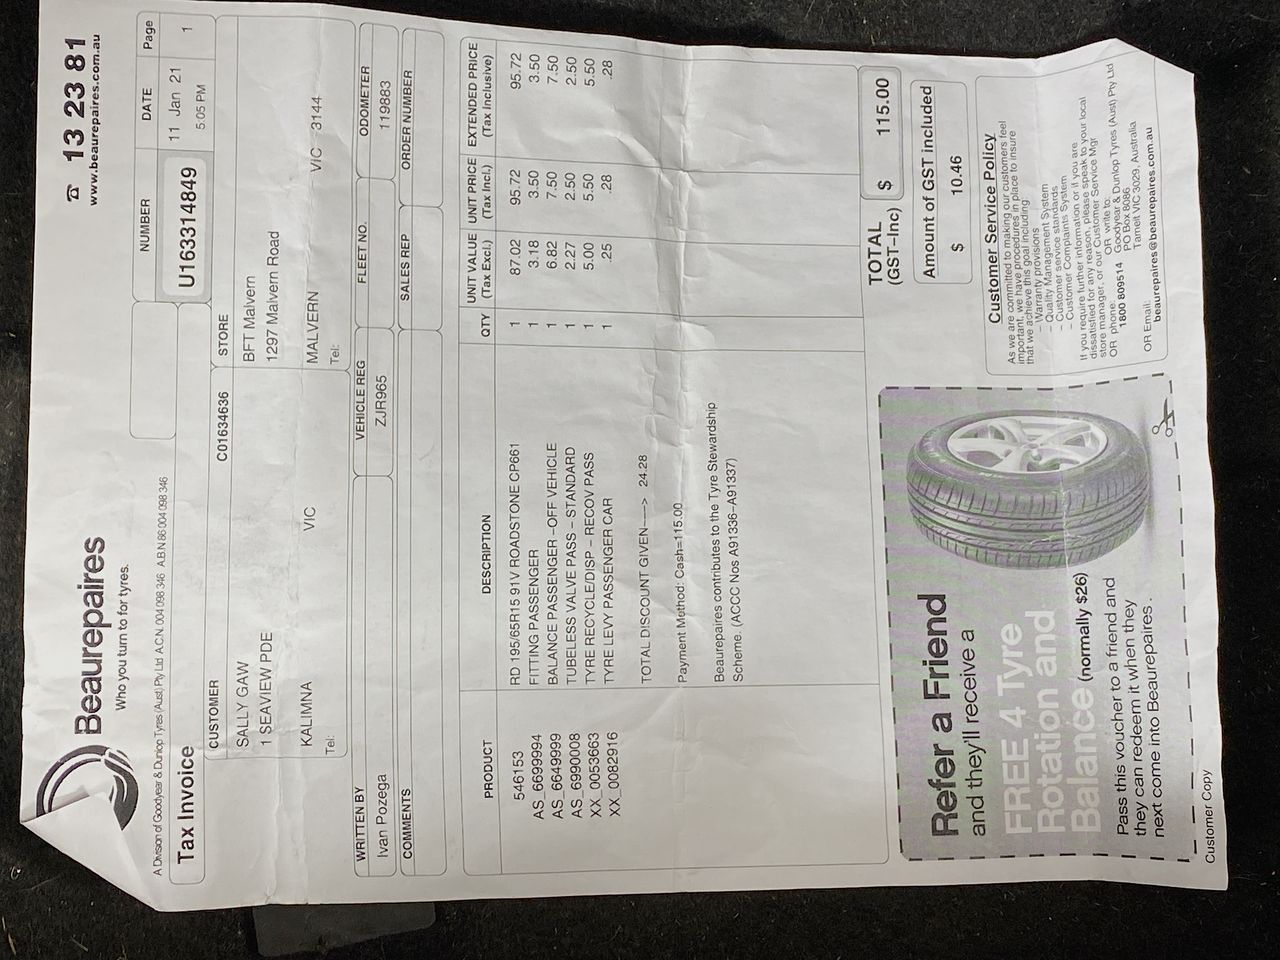 Beaurepaires
Who you turn to for tyres.
☎ 13 23 81
www.beaurepaires.com.au
A Division of Goodyear & Dunlop Tyres (Aust) Pty Ltd A.C.N. 004 098 346 A.B.N 86 004 098 346
Tax Invoice
NUMBER DATE Page
U163314849 11 Jan 21 1
5:05 PM
CUSTOMER C01634636 STORE
SALLY GAW BFT Malvern
1 SEAVIEW PDE 1297 Malvern Road
KALIMNA VIC MALVERN VIC 3144
Tel: Tel:
WRITTEN BY VEHICLE REG FLEET NO. ODOMETER
Ivan Pozega ZJR965 119883
COMMENTS SALES REP ORDER NUMBER
PRODUCT DESCRIPTION QTY UNIT VALUE (Tax Excl.) UNIT PRICE (Tax Incl.) EXTENDED PRICE (Tax Inclusive)
546153 RD 195/65R15 91V ROADSTONE CP661 1 87.02 95.72 95.72
AS_6699994 FITTING PASSENGER 1 3.18 3.50 3.50
AS_6649999 BALANCE PASSENGER -OFF VEHICLE 1 6.82 7.50 7.50
AS_6990008 TUBELESS VALVE PASS - STANDARD 1 2.27 2.50 2.50
XX_0053663 TYRE RECYCLE/DISP - RECOV PASS 1 5.00 5.50 5.50
XX_0082916 TYRE LEVY PASSENGER CAR 1 .25 .28 .28
TOTAL DISCOUNT GIVEN---> 24.28
Payment Method: Cash=115.00
Beaurepaires contributes to the Tyre Stewardship
Scheme. (ACCC Nos A91336-A91337)
TOTAL (GST-Inc) $ 115.00
Amount of GST included
$ 10.46
Refer a Friend
and they'll receive a
FREE 4 Tyre
Rotation and
Balance (normally $26)
Pass this voucher to a friend and
they can redeem it when they
next come into Beaurepaires.
Customer Service Policy
As we are committed to making our customers feel
important, we have procedures in place to insure
that we achieve this goal including:
- Warranty provisions
- Quality Management System
- Customer service standards
- Customer Complaints System
If you require further information or if you are
dissatisfied for any reason, please speak to your local
store manager, or our Customer Service Mgr
OR phone: OR write to:
1800 809514 Goodyear & Dunlop Tyres (Aust) Pty Ltd
PO Box 8086
Tarneit VIC 3029, Australia
OR Email:
beaurepaires@beaurepaires.com.au
Customer Copy